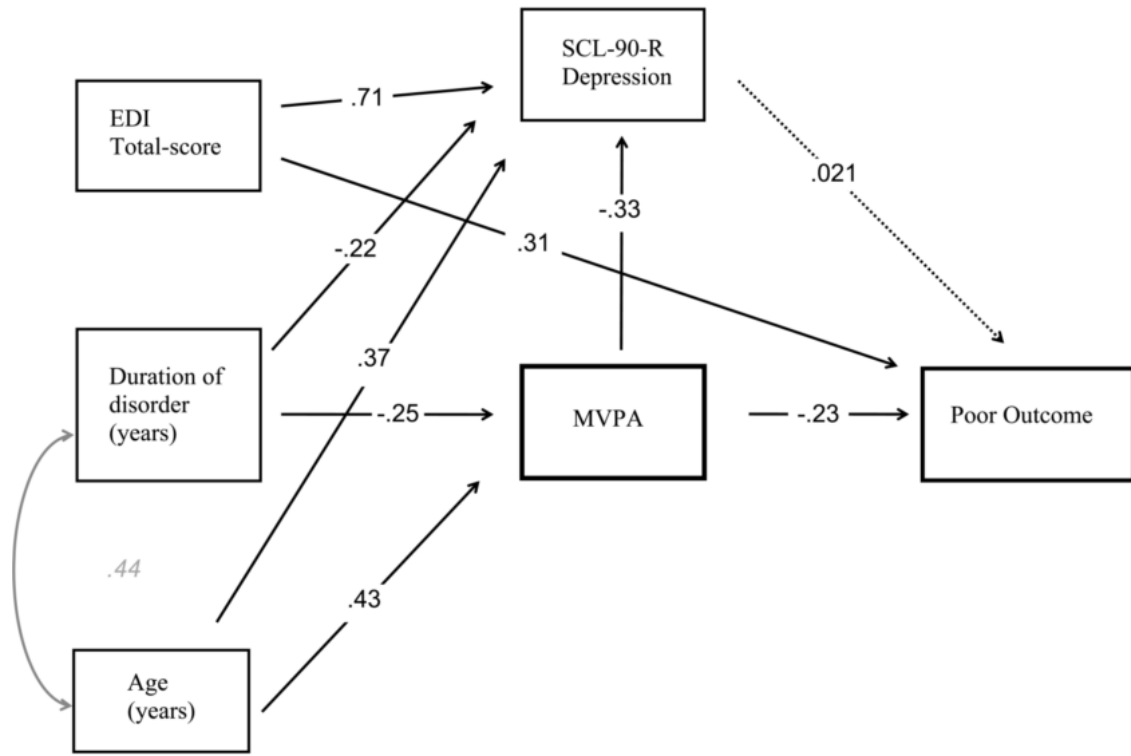 SCL-90-R
Depression
EDI
Total-score
.71
.021
-.33
-.22
.31
Duration of
disorder
(years)
.37
-.25
MVPA
-.23
Poor Outcome
.44
.43
Age
(years)